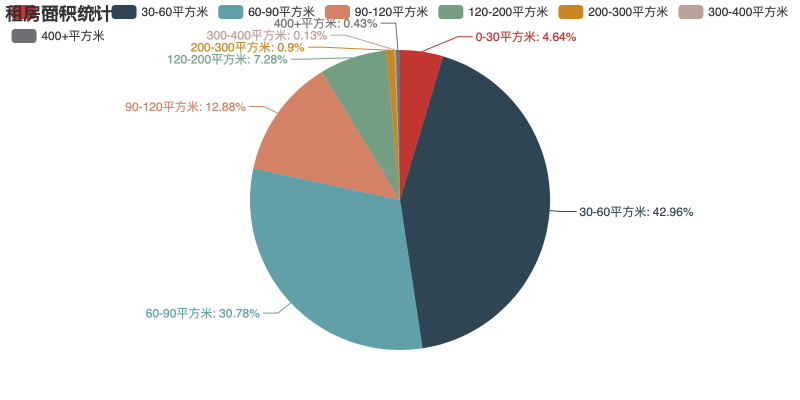 租房面积统计
30-60平方米
60-90平方米
90-120平方米
120-200平方米
200-300平方米
300-400平方米
400+平方米
400+平方米: 0.43%
300-400平方米: 0.13%
200-300平方米: 0.9%
120-200平方米: 7.28%
0-30平方米: 4.64%
90-120平方米: 12.88%
30-60平方米: 42.96%
60-90平方米: 30.78%